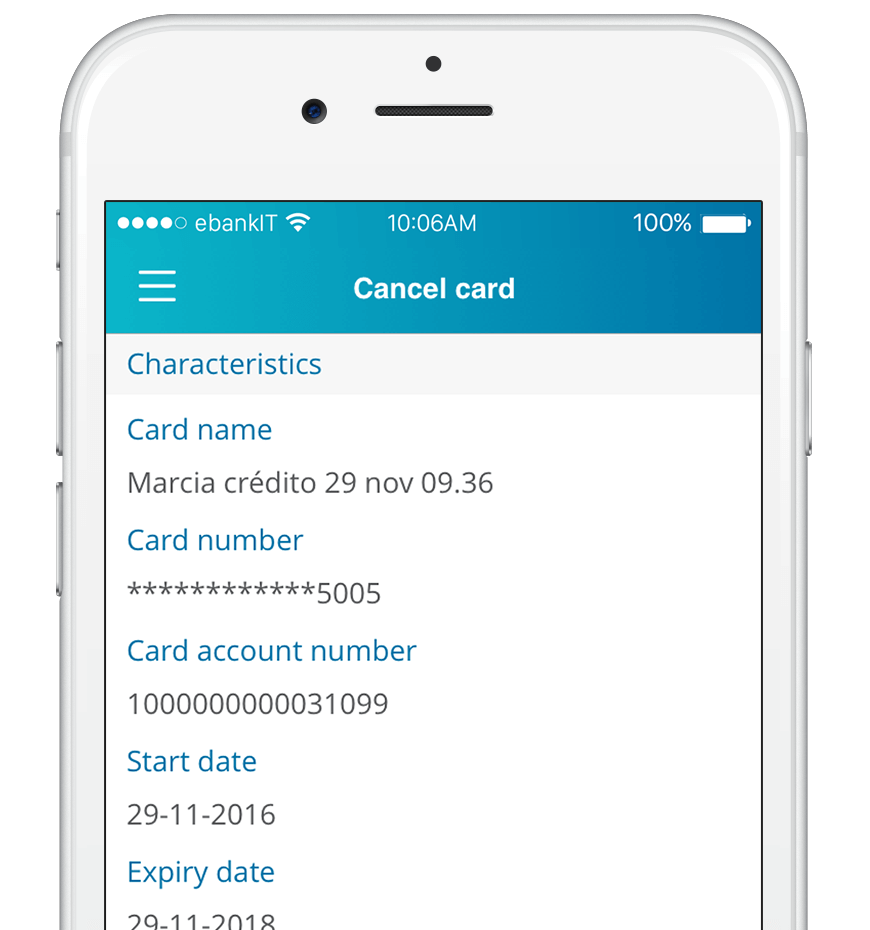 ebankIT 10:06AM 100%
Cancel card
Characteristics
Card name
Marcia crédito 29 nov 09.36
Card number
************5005
Card account number
1000000000031099
Start date
29-11-2016
Expiry date
29-11-2018